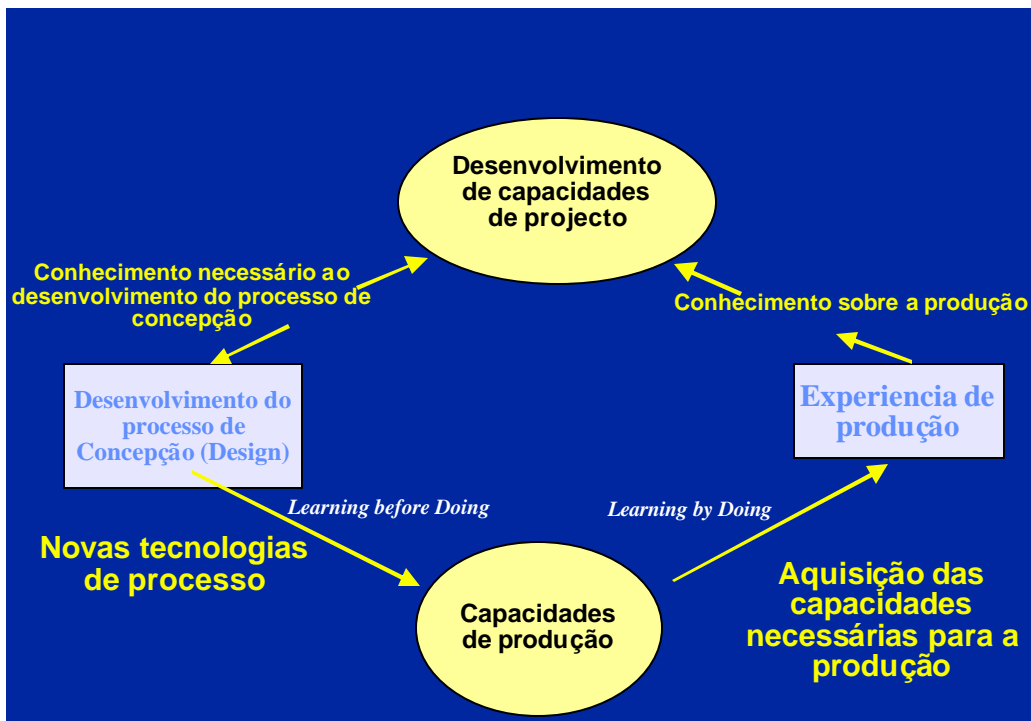 Desenvolvimento
de capacidades
de projecto
Conhecimento necessário ao
desenvolvimento do processo de
concepção
Conhecimento sobre a produção
Desenvolvimento do
processo de
Concepção (Design)
Experiencia de
produção
Learning before Doing
Learning by Doing
Novas tecnologias
de processo
Capacidades
de produção
Aquisição das
capacidades
necessárias para a
produção